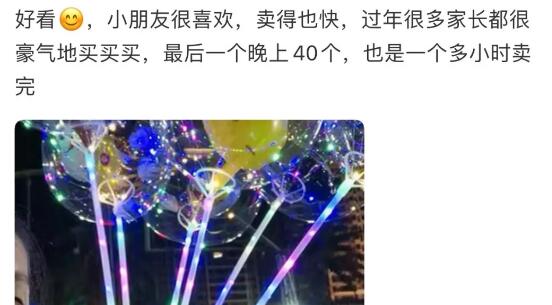 好看😊，小朋友很喜欢，卖得也快，过年很多家长都很
豪气地买买买，最后一个晚上40个，也是一个多小时卖
完